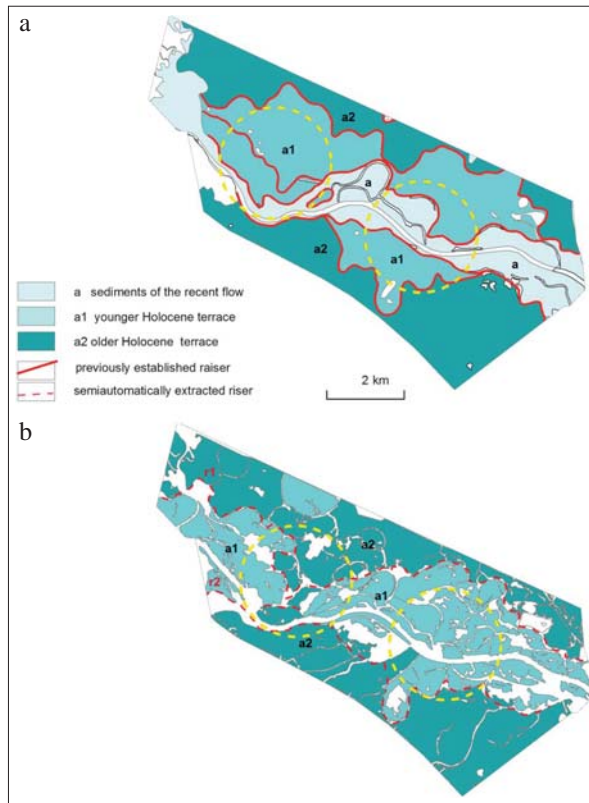 a
a2
a1
a
a2
a1
a
a sediments of the recent flow
a1 younger Holocene terrace
a2 older Holocene terrace
previously established raiser
semiautomatically extracted riser
2 km
b
r1
a1
a2
r2
a1
a2